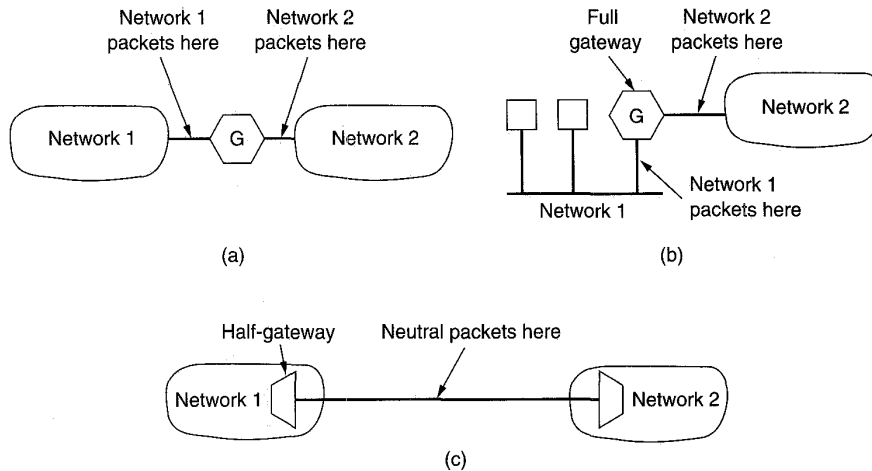 Network 1
packets here
Network 2
packets here
Network 1
G
Network 2
(a)
Full
gateway
Network 2
packets here
G
Network 2
Network 1
packets here
Network 1
(b)
Half-gateway
Neutral packets here
Network 1
Network 2
(c)